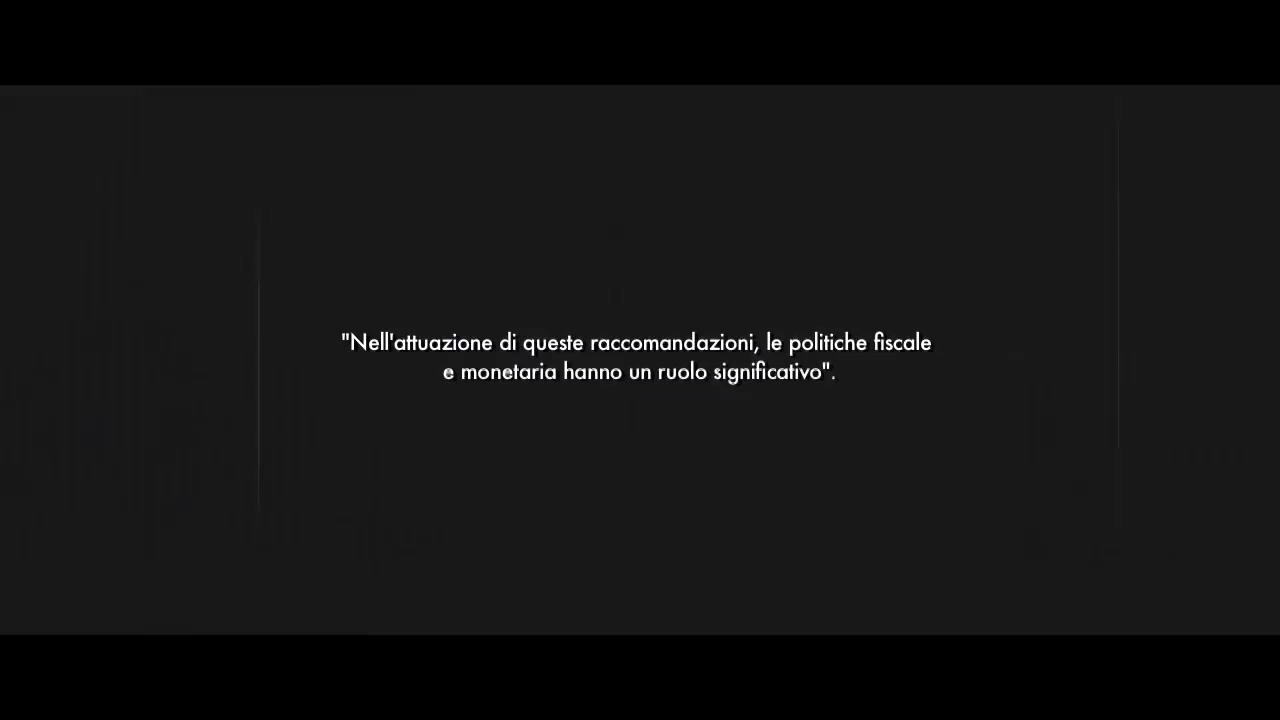 "Nell'attuazione di queste raccomandazioni, le politiche fiscale
e monetaria hanno un ruolo significativo".